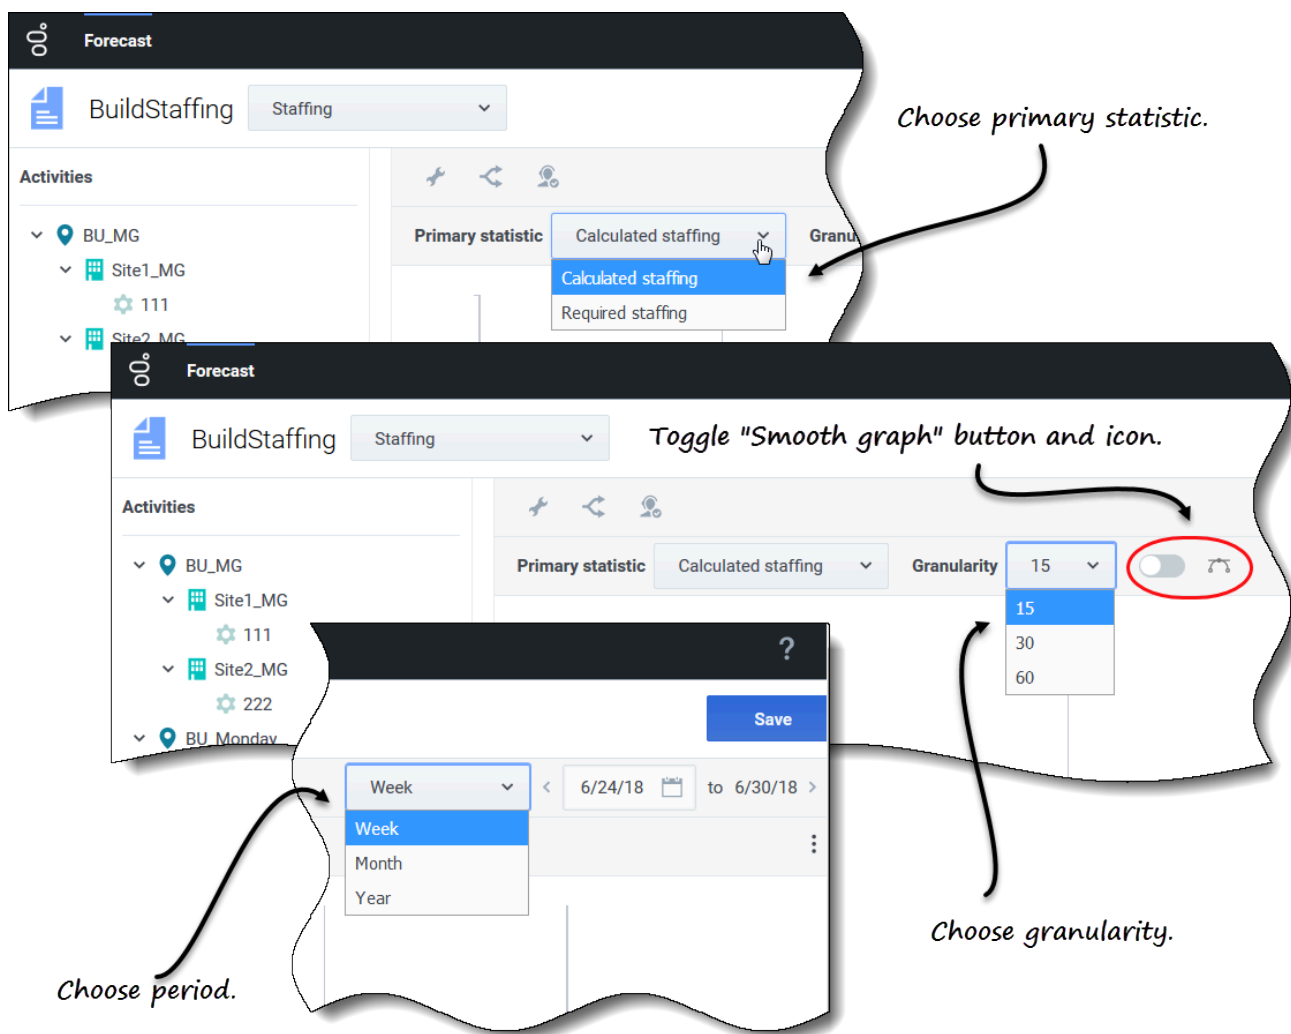 Forecast
BuildStaffing
Staffing
Choose primary statistic.
Activities
Primary statistic
Calculated staffing
Calculated staffing
Required staffing
BU_MG
Site1_MG
111
Site2_MG
Forecast
BuildStaffing
Staffing
Toggle "Smooth graph" button and icon.
Activities
Primary statistic
Calculated staffing
Granularity
15
15
30
60
BU_MG
Site1_MG
111
Site2_MG
222
BU_Monday
?
Save
Week
6/24/18
to 6/30/18
Week
Month
Year
Choose granularity.
Choose period.